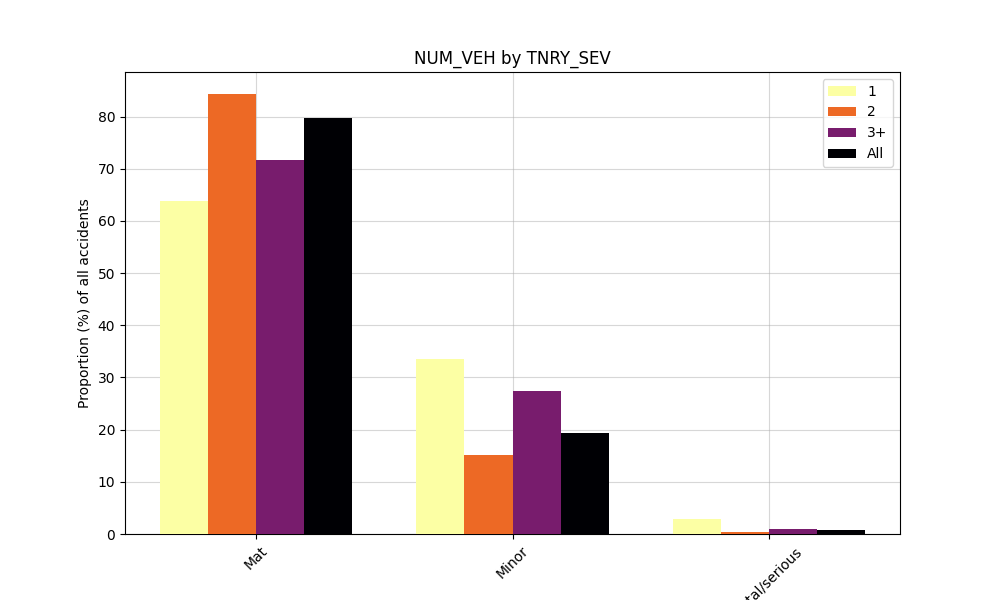 NUM_VEH by TNRY_SEV
Proportion (%) of all accidents
80
70
60
50
40
30
20
10
0
1
2
3+
All
Mat
Minor
tal/serious